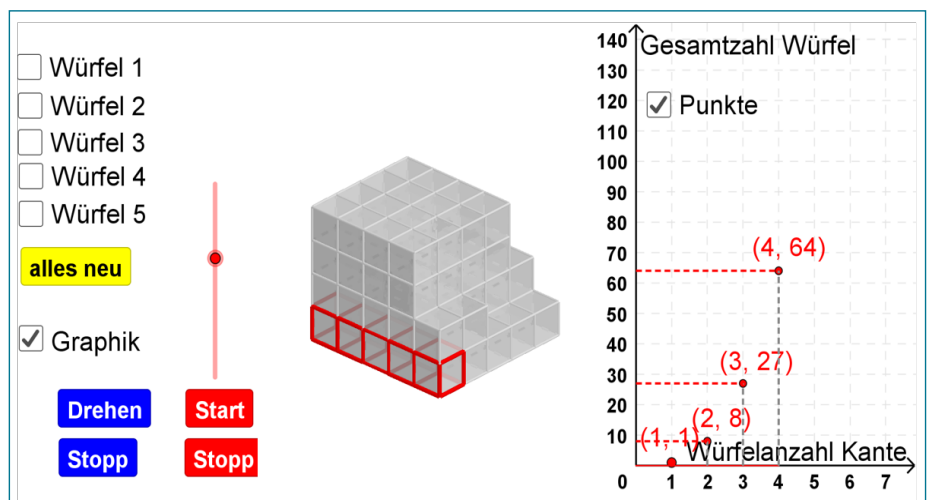 Würfel 1
Würfel 2
Würfel 3
Würfel 4
Würfel 5
alles neu
Graphik
Drehen
Start
Stopp
Stopp
Gesamtzahl Würfel
Punkte
140
130
120
110
100
90
80
70
60
50
40
30
20
10
(4, 64)
(3, 27)
(2, 8)
(1, 1)
Würfelanzahl Kante
0 1 2 3 4 5 6 7